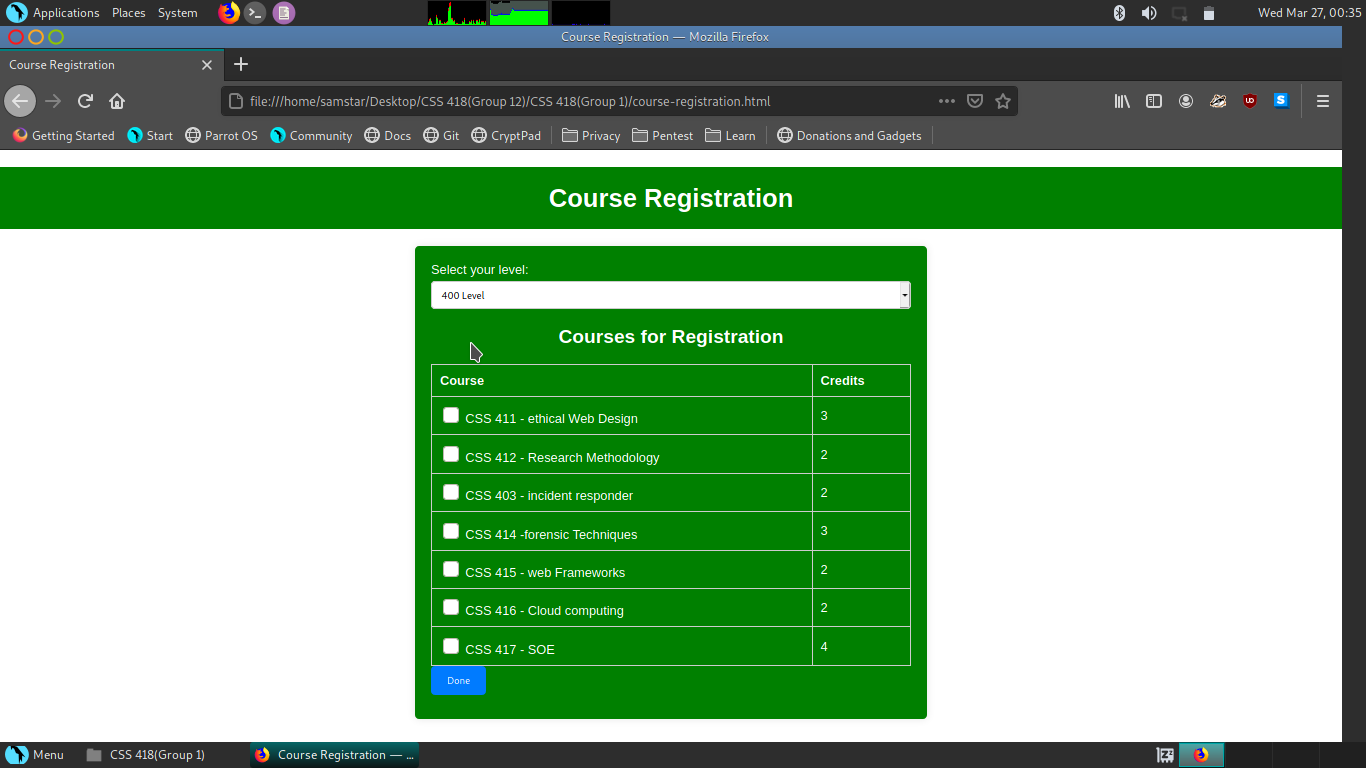 Applications Places System Wed Mar 27, 00:35
Course Registration — Mozilla Firefox
Course Registration
file:///home/samstar/Desktop/CSS 418(Group 12)/CSS 418(Group 1)/course-registration.html
Getting Started Start Parrot OS Community Docs Git CryptPad Privacy Pentest Learn Donations and Gadgets
Course Registration
Select your level:
400 Level
Courses for Registration
Course Credits
CSS 411 - ethical Web Design 3
CSS 412 - Research Methodology 2
CSS 403 - incident responder 2
CSS 414 -forensic Techniques 3
CSS 415 - web Frameworks 2
CSS 416 - Cloud computing 2
CSS 417 - SOE 4
Done
Menu CSS 418(Group 1) Course Registration — ...